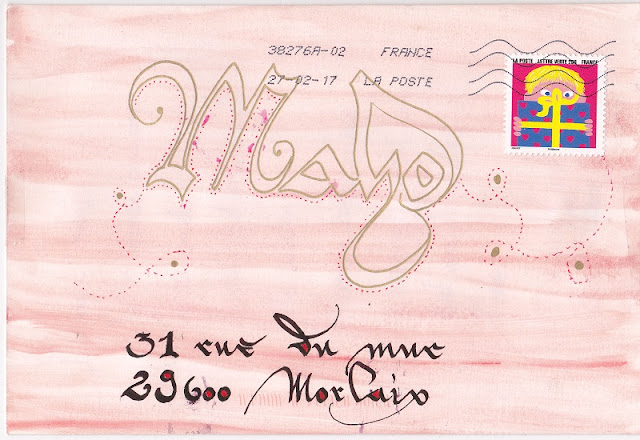 38276A-02 FRANCE
27-02-17 LA POSTE
LA POSTE LETTRE VERTE 20G FRANCE
Maho
31 rue du mur
29600 Morlaix